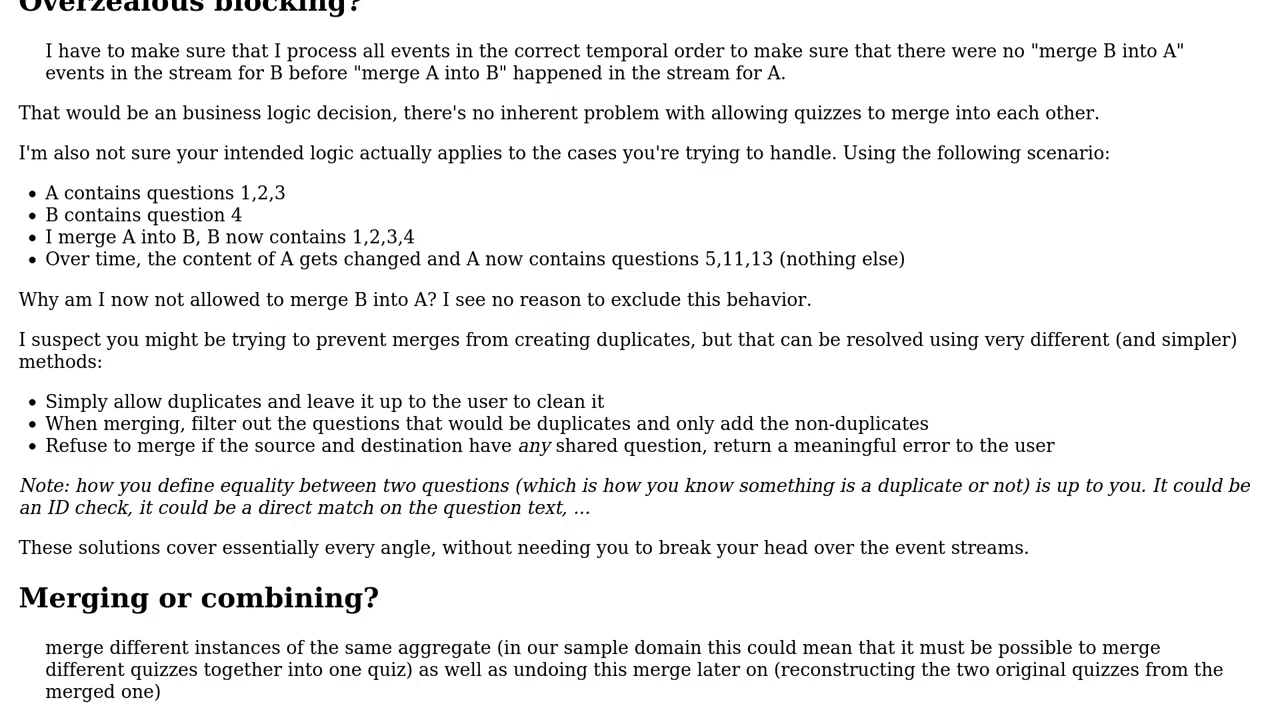 Overzealous blocking?
I have to make sure that I process all events in the correct temporal order to make sure that there were no "merge B into A"
events in the stream for B before "merge A into B" happened in the stream for A.
That would be an business logic decision, there's no inherent problem with allowing quizzes to merge into each other.
I'm also not sure your intended logic actually applies to the cases you're trying to handle. Using the following scenario:
• A contains questions 1,2,3
• B contains question 4
• I merge A into B, B now contains 1,2,3,4
• Over time, the content of A gets changed and A now contains questions 5,11,13 (nothing else)
Why am I now not allowed to merge B into A? I see no reason to exclude this behavior.
I suspect you might be trying to prevent merges from creating duplicates, but that can be resolved using very different (and simpler)
methods:
• Simply allow duplicates and leave it up to the user to clean it
• When merging, filter out the questions that would be duplicates and only add the non-duplicates
• Refuse to merge if the source and destination have any shared question, return a meaningful error to the user
Note: how you define equality between two questions (which is how you know something is a duplicate or not) is up to you. It could be
an ID check, it could be a direct match on the question text, ...
These solutions cover essentially every angle, without needing you to break your head over the event streams.
Merging or combining?
merge different instances of the same aggregate (in our sample domain this could mean that it must be possible to merge
different quizzes together into one quiz) as well as undoing this merge later on (reconstructing the two original quizzes from the
merged one)